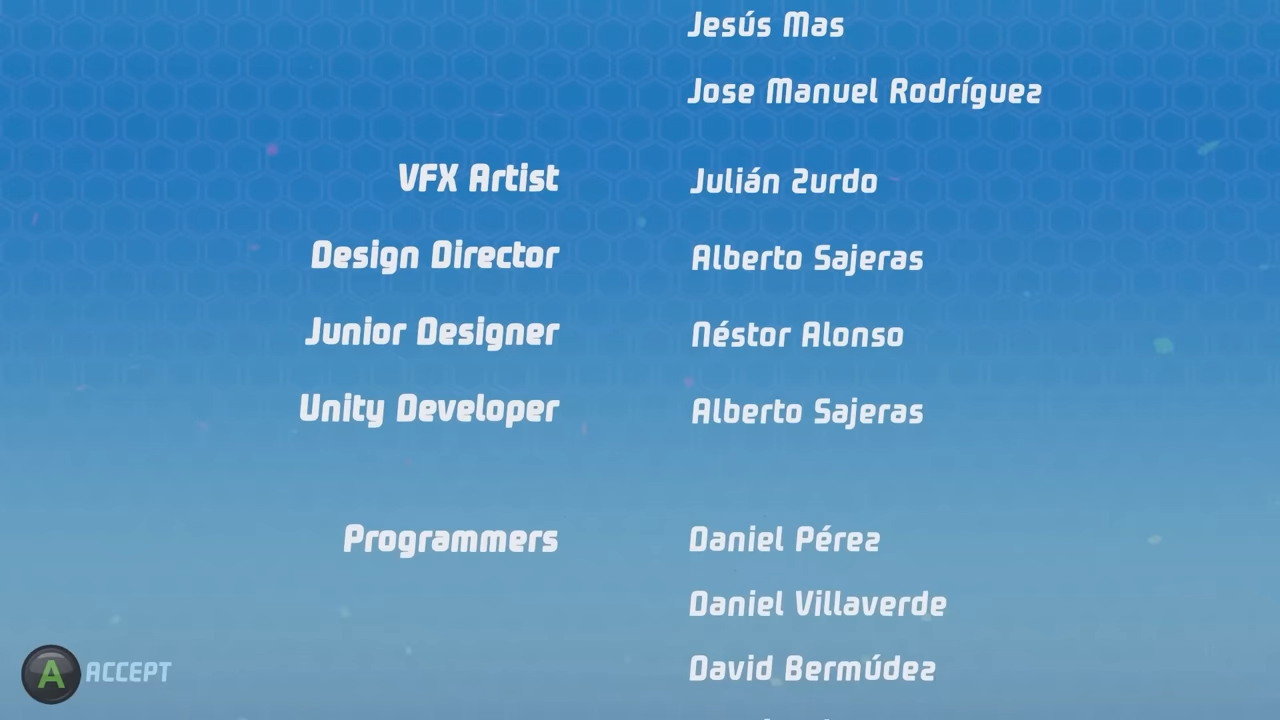 Jesús Mas
Jose Manuel Rodríguez
VFX Artist Julián Zurdo
Design Director Alberto Sajeras
Junior Designer Néstor Alonso
Unity Developer Alberto Sajeras
Programmers Daniel Pérez
Daniel Villaverde
David Bermúdez
A ACCEPT